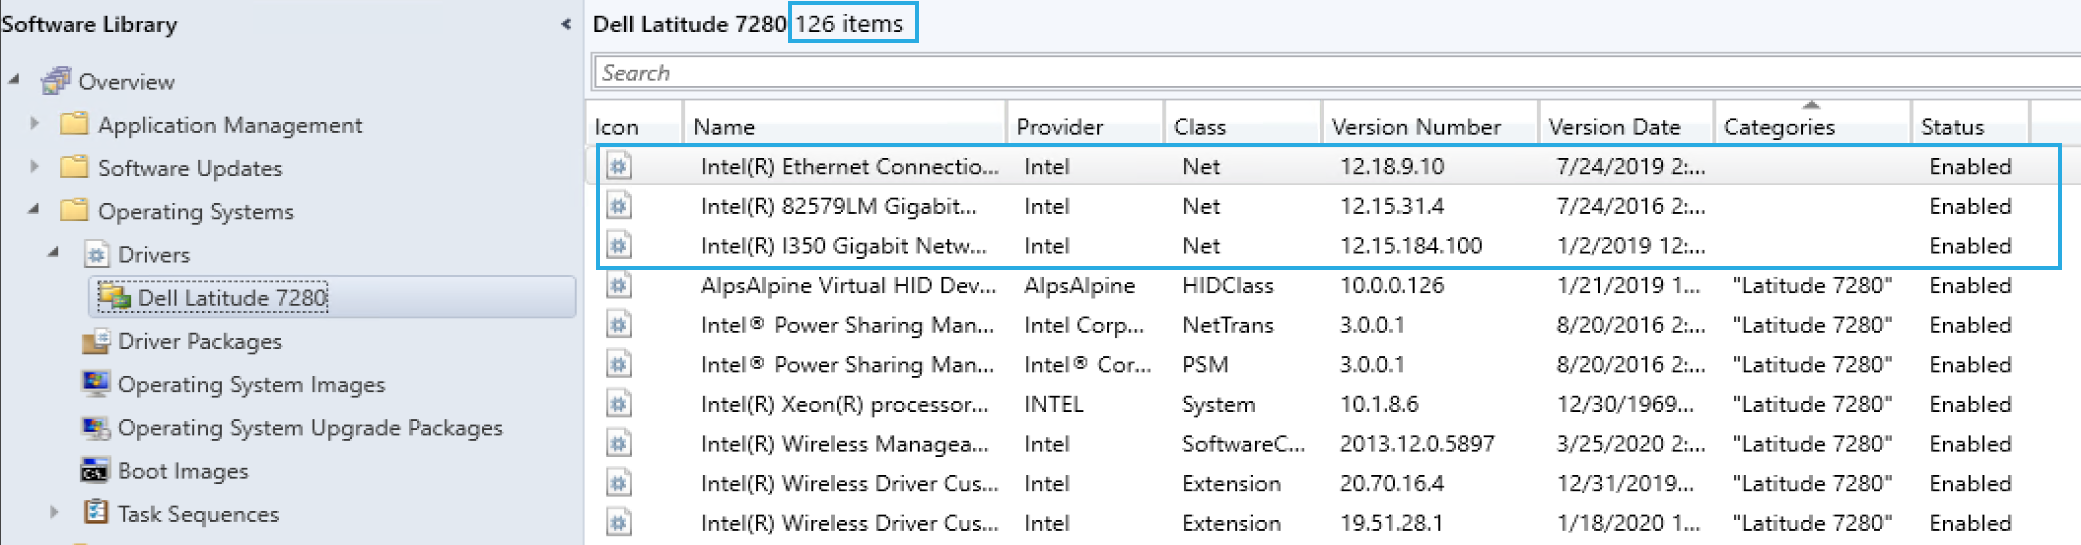 Software Library
Overview
Application Management
Software Updates
Operating Systems
Drivers
Dell Latitude 7280
Driver Packages
Operating System Images
Operating System Upgrade Packages
Boot Images
Task Sequences
Dell Latitude 7280 126 items
Search
Icon Name Provider Class Version Number Version Date Categories Status
Intel(R) Ethernet Connectio... Intel Net 12.18.9.10 7/24/2019 2:... Enabled
Intel(R) 82579LM Gigabit... Intel Net 12.15.31.4 7/24/2016 2:... Enabled
Intel(R) I350 Gigabit Netw... Intel Net 12.15.184.100 1/2/2019 12:... Enabled
AlpsAlpine Virtual HID Dev... AlpsAlpine HIDClass 10.0.0.126 1/21/2019 1... "Latitude 7280" Enabled
Intel® Power Sharing Man... Intel Corp... NetTrans 3.0.0.1 8/20/2016 2:... "Latitude 7280" Enabled
Intel® Power Sharing Man... Intel® Cor... PSM 3.0.0.1 8/20/2016 2:... "Latitude 7280" Enabled
Intel(R) Xeon(R) processor... INTEL System 10.1.8.6 12/30/1969... "Latitude 7280" Enabled
Intel(R) Wireless Managea... Intel SoftwareC... 2013.12.0.5897 3/25/2020 2:... "Latitude 7280" Enabled
Intel(R) Wireless Driver Cus... Intel Extension 20.70.16.4 12/31/2019... "Latitude 7280" Enabled
Intel(R) Wireless Driver Cus... Intel Extension 19.51.28.1 1/18/2020 1... "Latitude 7280" Enabled